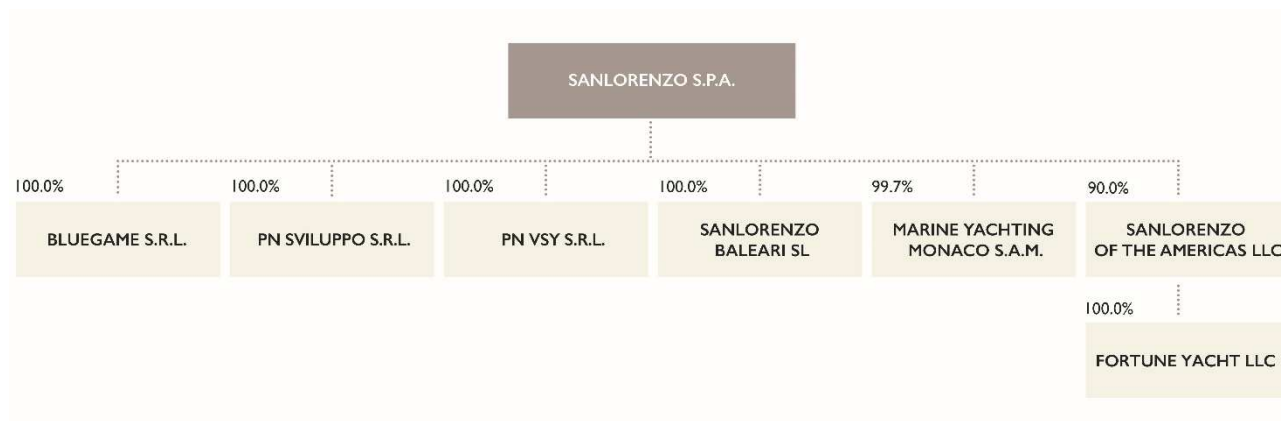 SANLORENZO S.P.A.
100.0%
100.0%
100.0%
100.0%
99.7%
90.0%
BLUEGAME S.R.L.
PN SVILUPPO S.R.L.
PN VSY S.R.L.
SANLORENZO
BALEARI SL
MARINE YACHTING
MONACO S.A.M.
SANLORENZO
OF THE AMERICAS LLC
100.0%
FORTUNE YACHT LLC